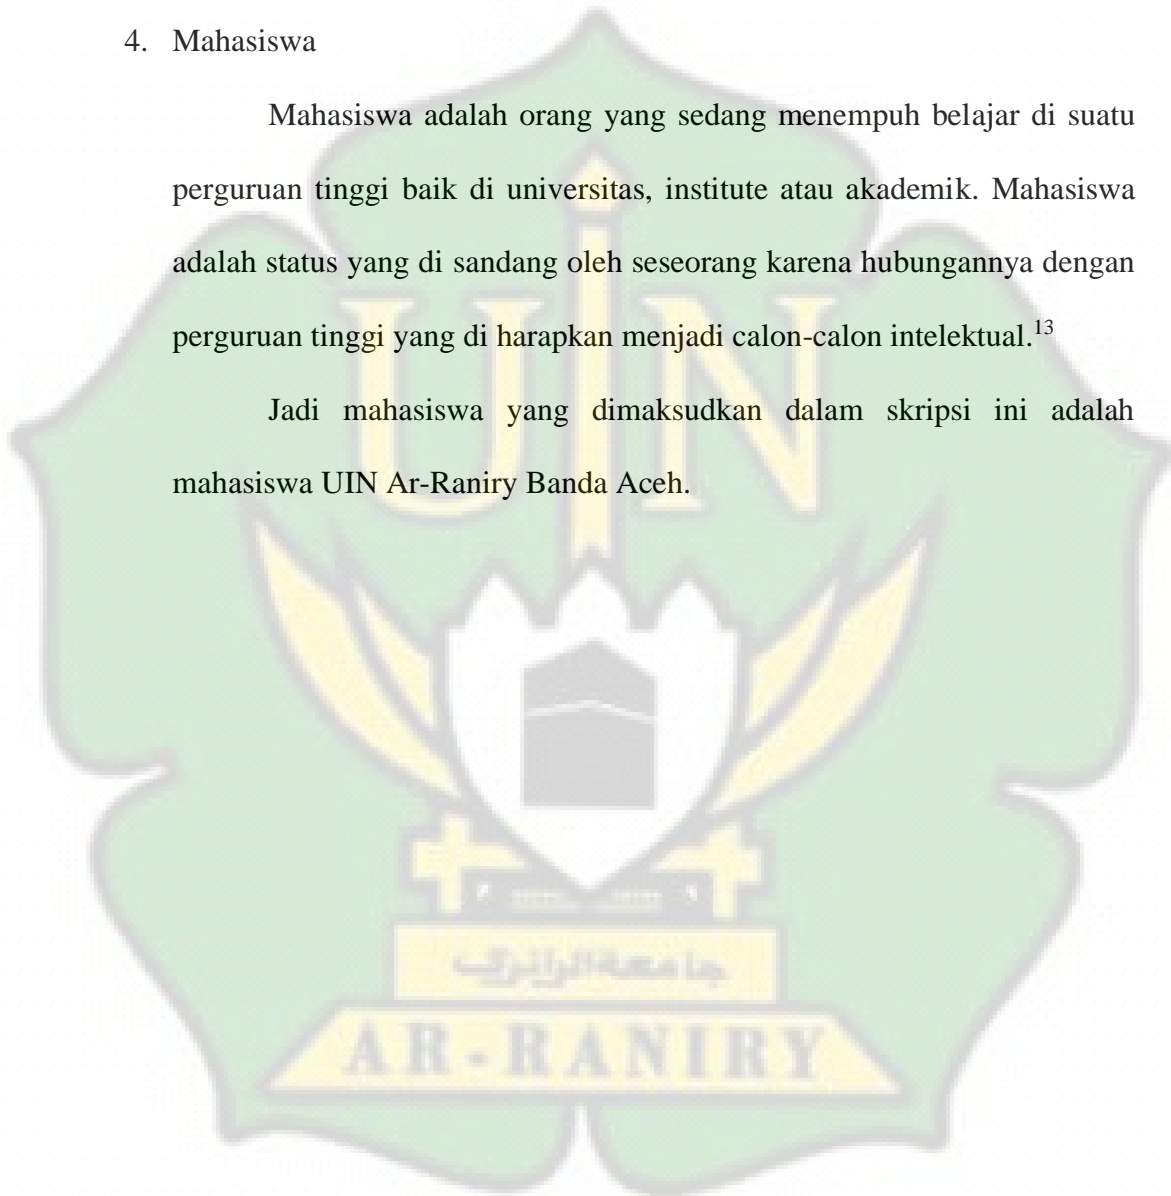 4. Mahasiswa
Mahasiswa adalah orang yang sedang menempuh belajar di suatu
perguruan tinggi baik di universitas, institute atau akademik. Mahasiswa
adalah status yang di sandang oleh seseorang karena hubungannya dengan
perguruan tinggi yang di harapkan menjadi calon-calon intelektual.13
Jadi mahasiswa yang dimaksudkan dalam skripsi ini adalah
mahasiswa UIN Ar-Raniry Banda Aceh.
UIN
جامعة الرانري
AR-RANIRY